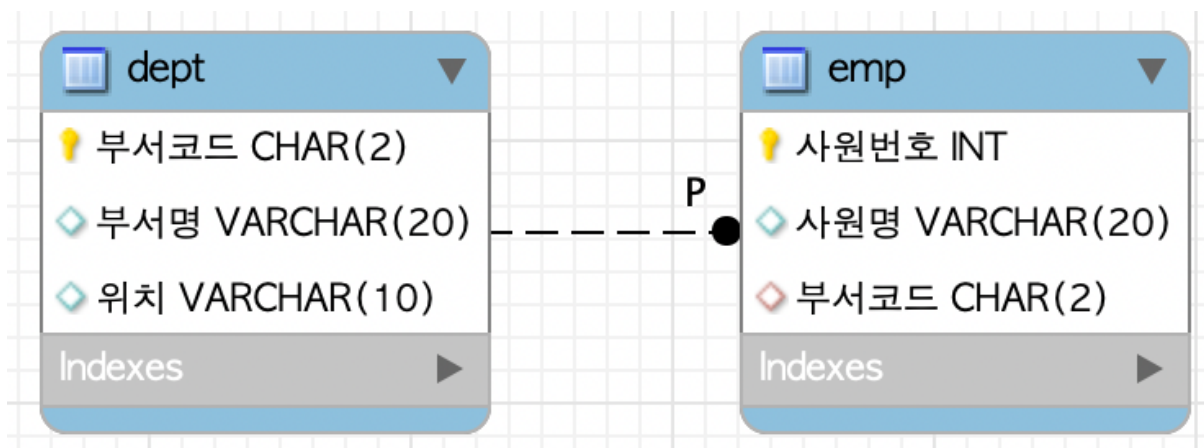 dept
부서코드 CHAR(2)
부서명 VARCHAR(20)
위치 VARCHAR(10)
Indexes
P
emp
사원번호 INT
사원명 VARCHAR(20)
부서코드 CHAR(2)
Indexes